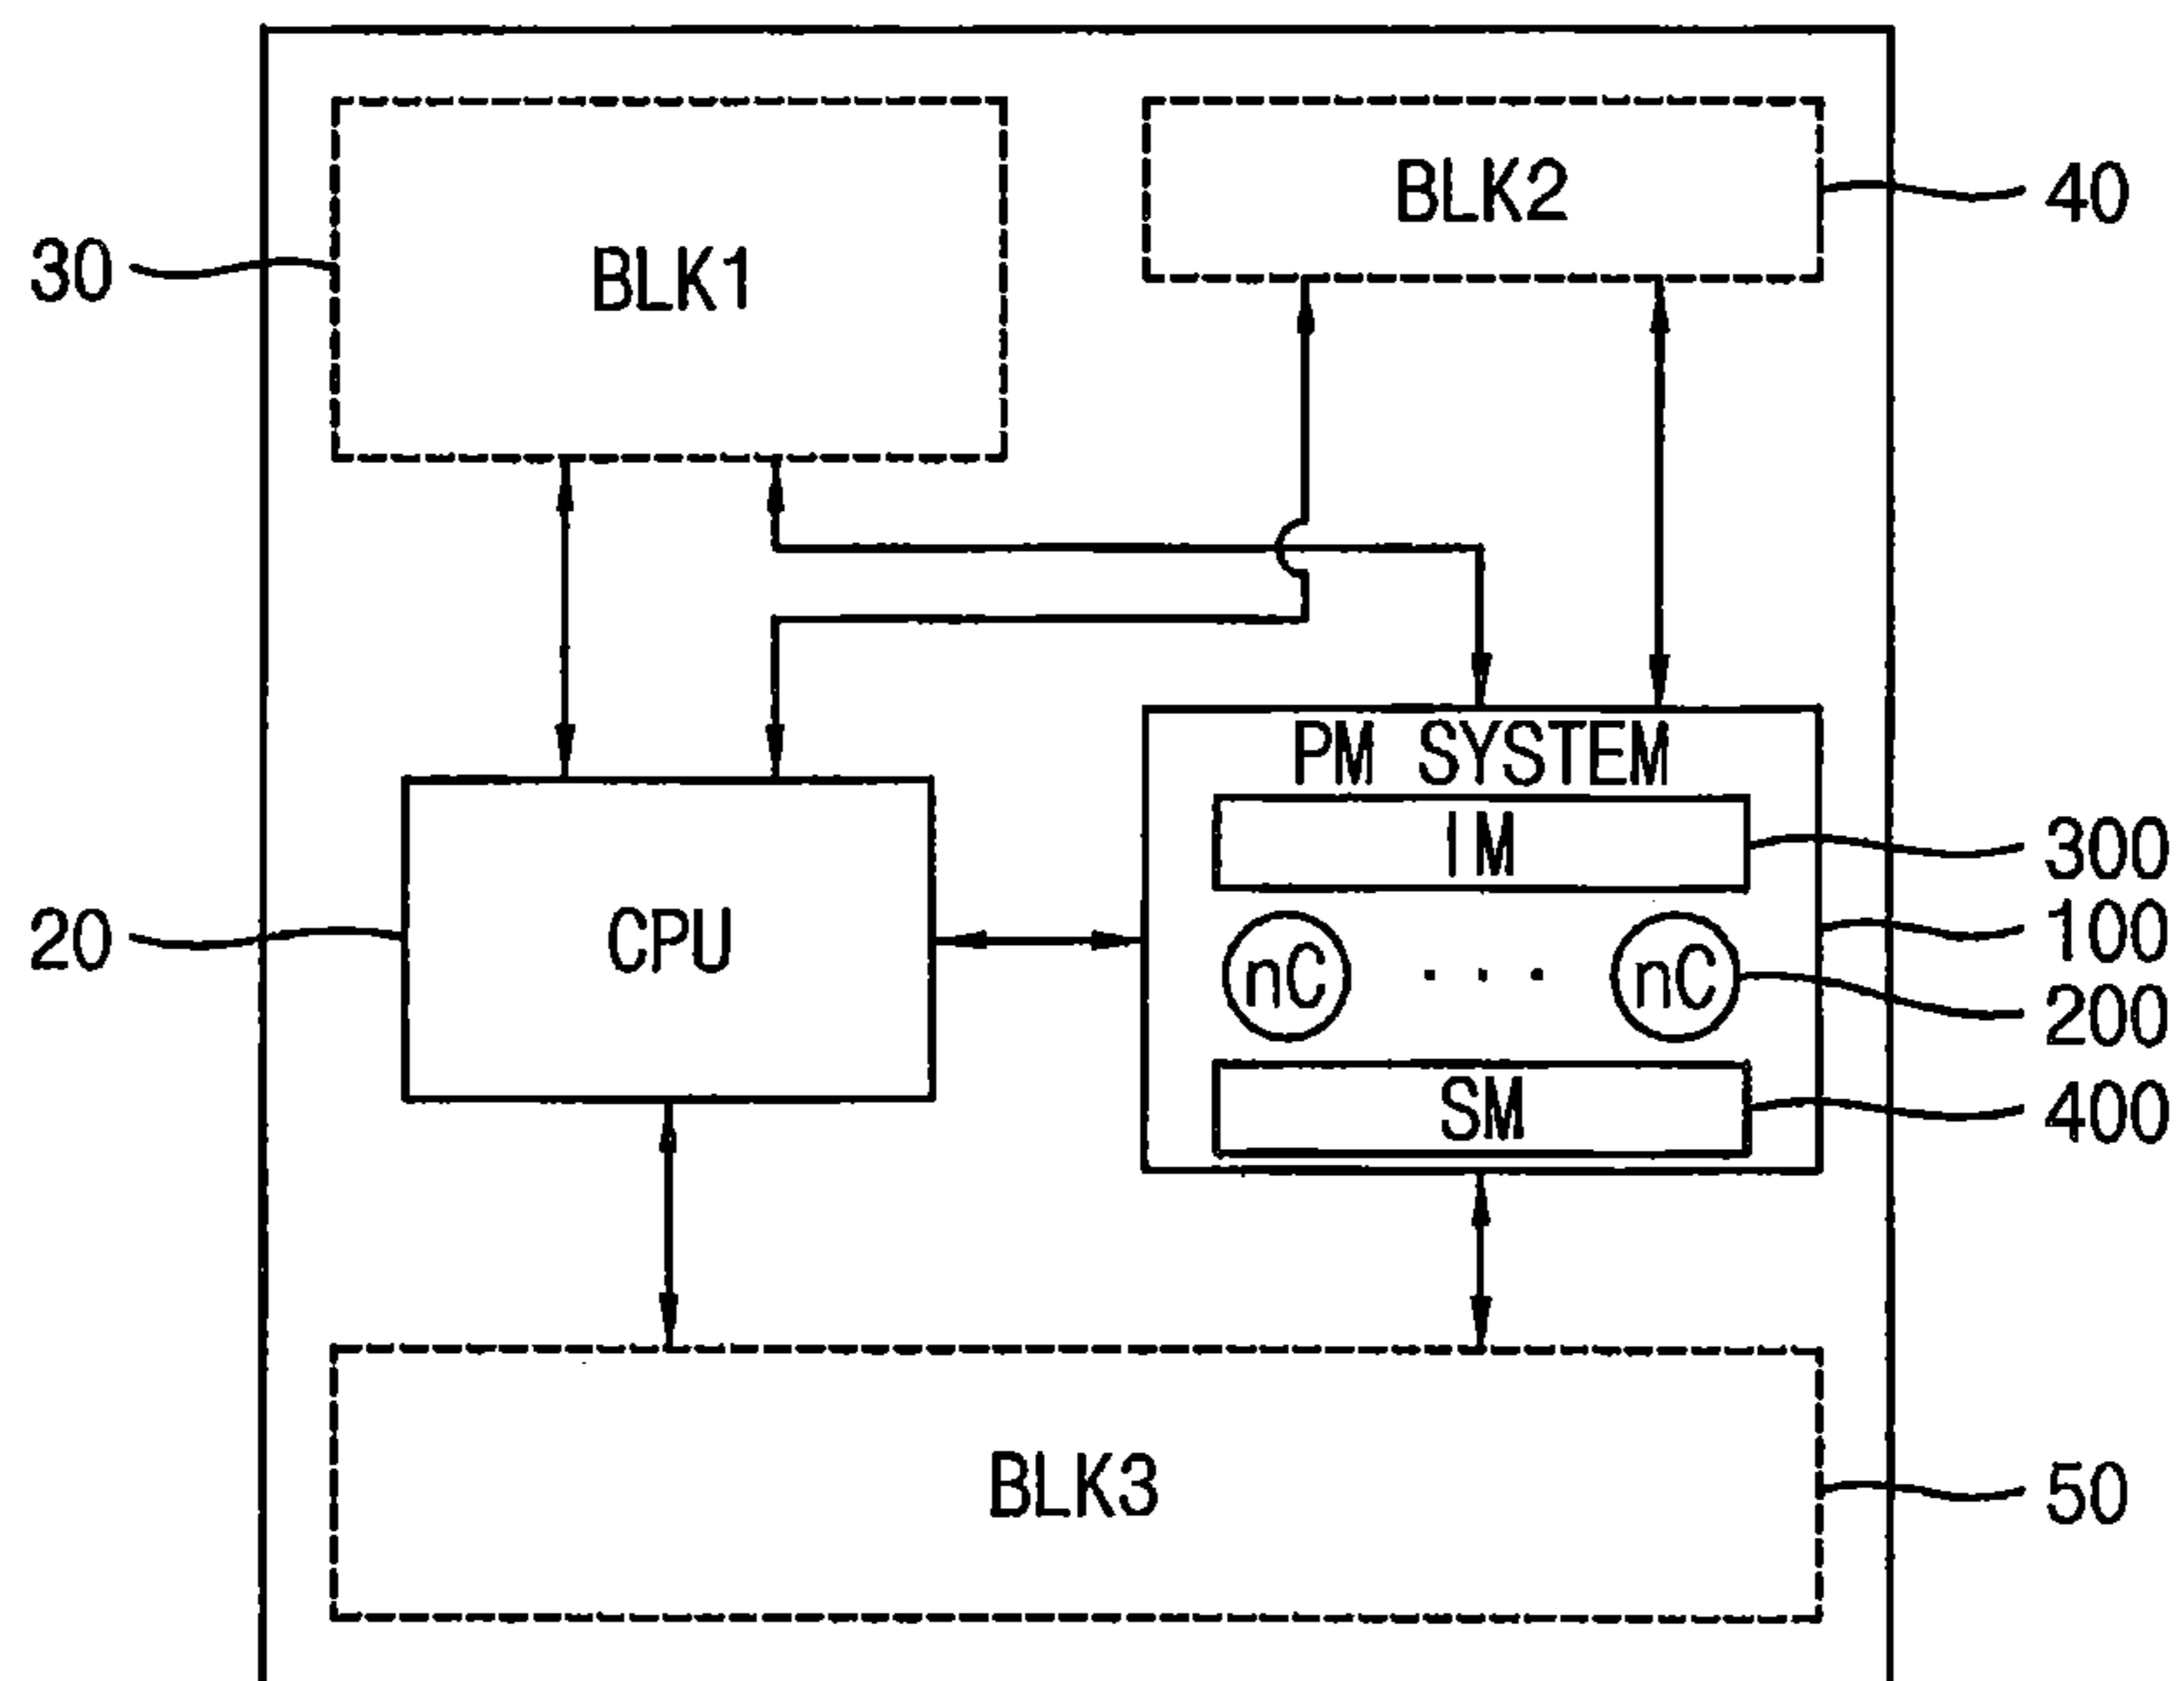 BLK2
40
30
BLK1
PM SYSTEM
IM
300
20
CPU
100
nC ... nC
200
SM
400
BLK3
50